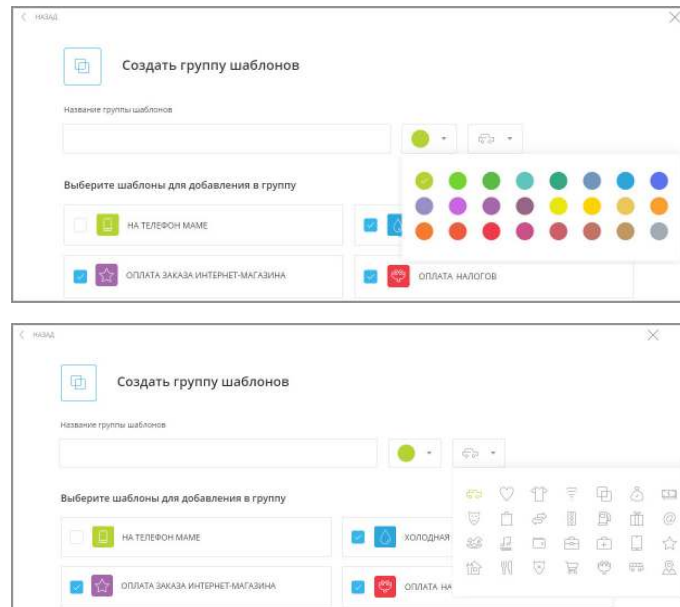 НАЗАД
Создать группу шаблонов
Название группы шаблонов
Выберите шаблоны для добавления в группу
НА ТЕЛЕФОН МАМЕ
ОПЛАТА ЗАКАЗА ИНТЕРНЕТ-МАГАЗИНА
ОПЛАТА НАЛОГОВ
НАЗАД
Создать группу шаблонов
Название группы шаблонов
Выберите шаблоны для добавления в группу
НА ТЕЛЕФОН МАМЕ
ХОЛОДНАЯ
ОПЛАТА ЗАКАЗА ИНТЕРНЕТ-МАГАЗИНА
ОПЛАТА НА